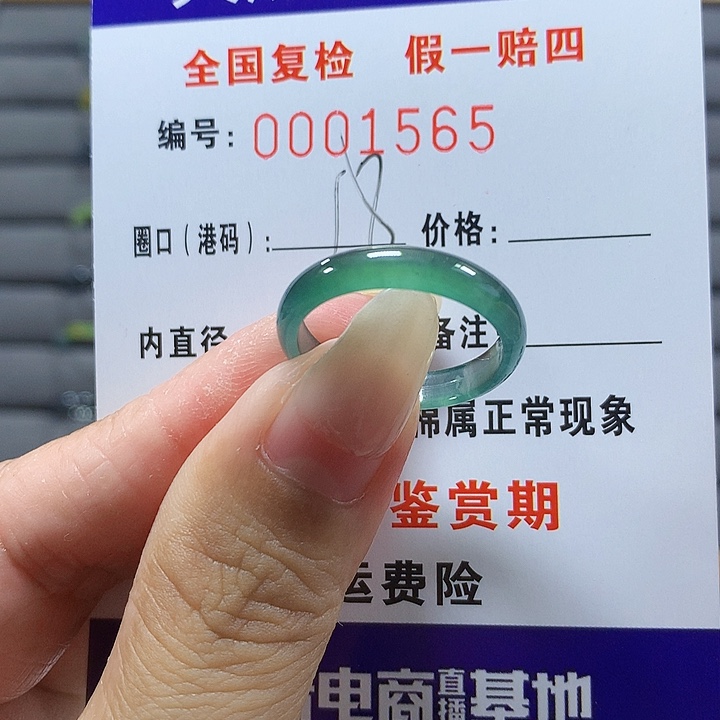 全国复检 假一赔四
编号: 0001565
圈口(港码): 价格:
内直径 备注
棉属正常现象
鉴赏期
运费险
电商直播基地